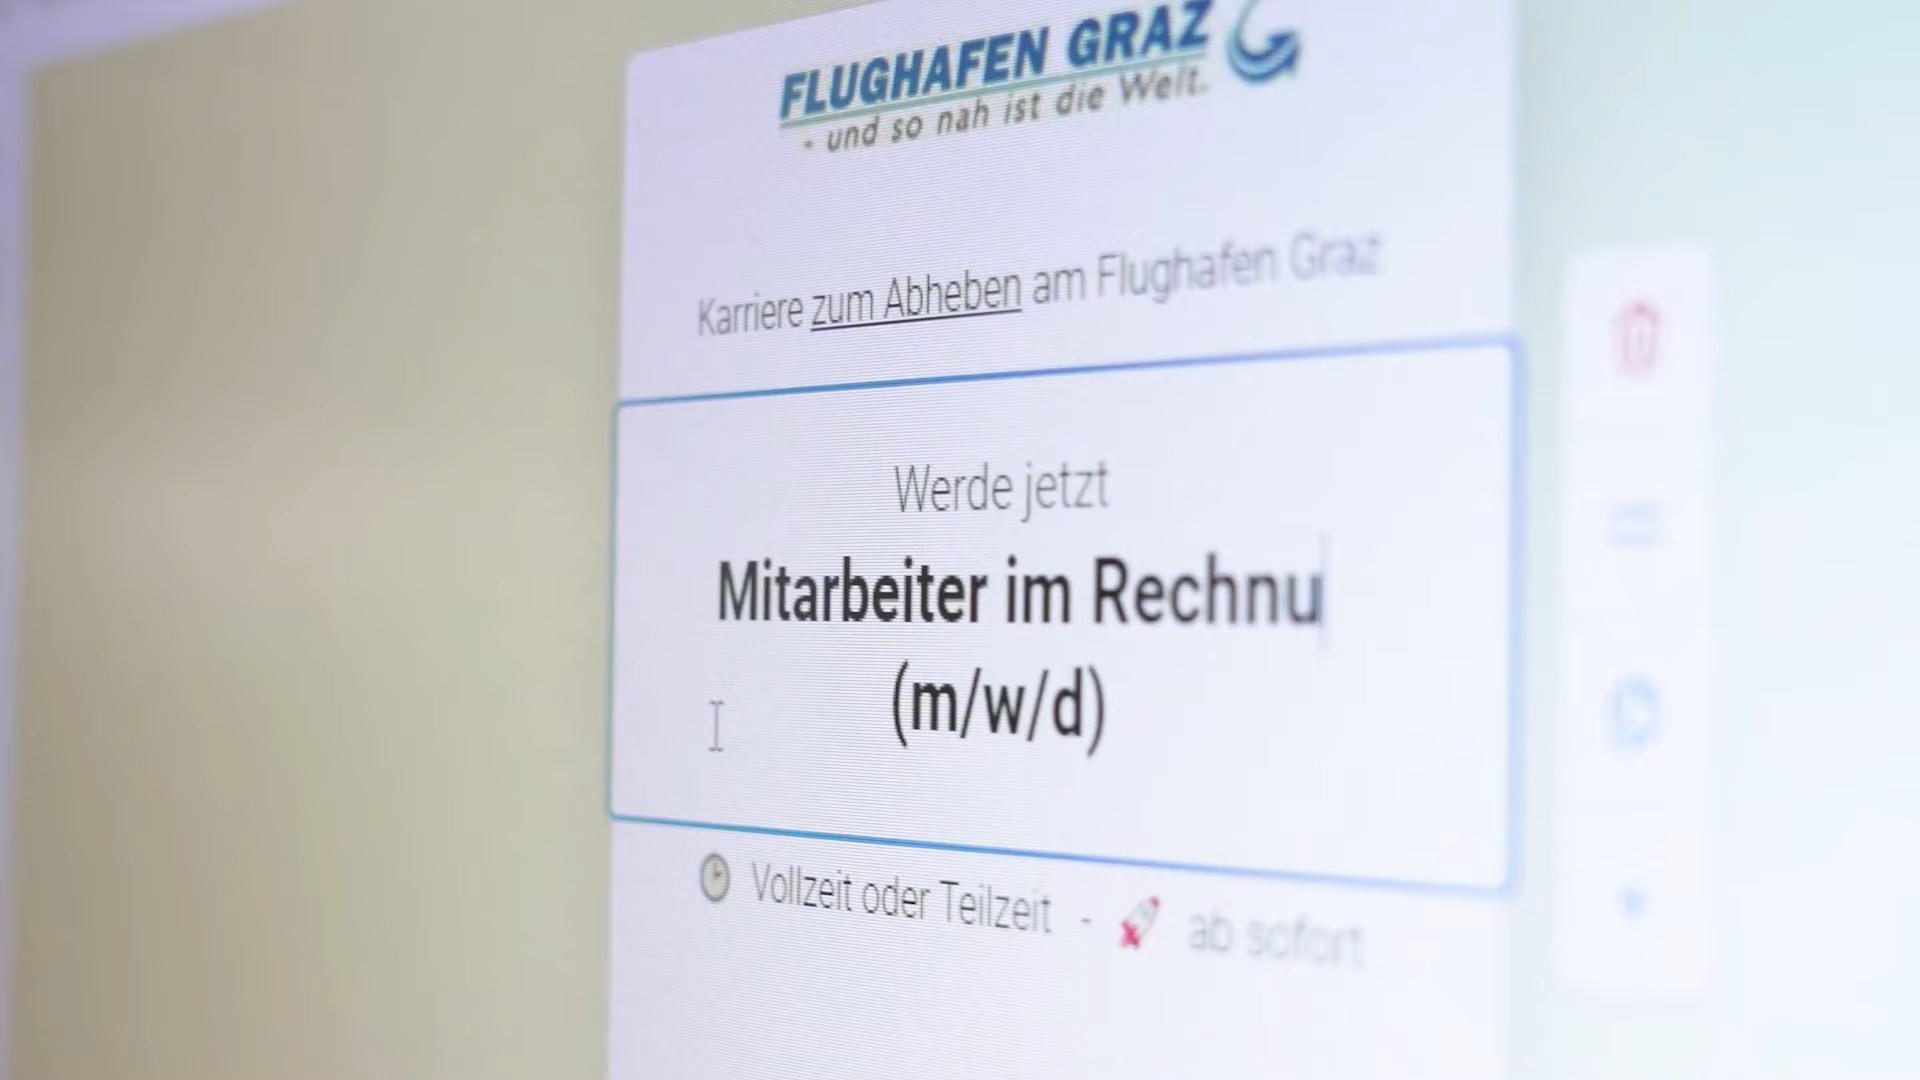 FLUGHAFEN GRAZ
- und so nah ist die Welt.
Karriere zum Abheben am Flughafen Graz
Werde jetzt
Mitarbeiter im Rechnu
(m/w/d)
Vollzeit oder Teilzeit - ab sofort